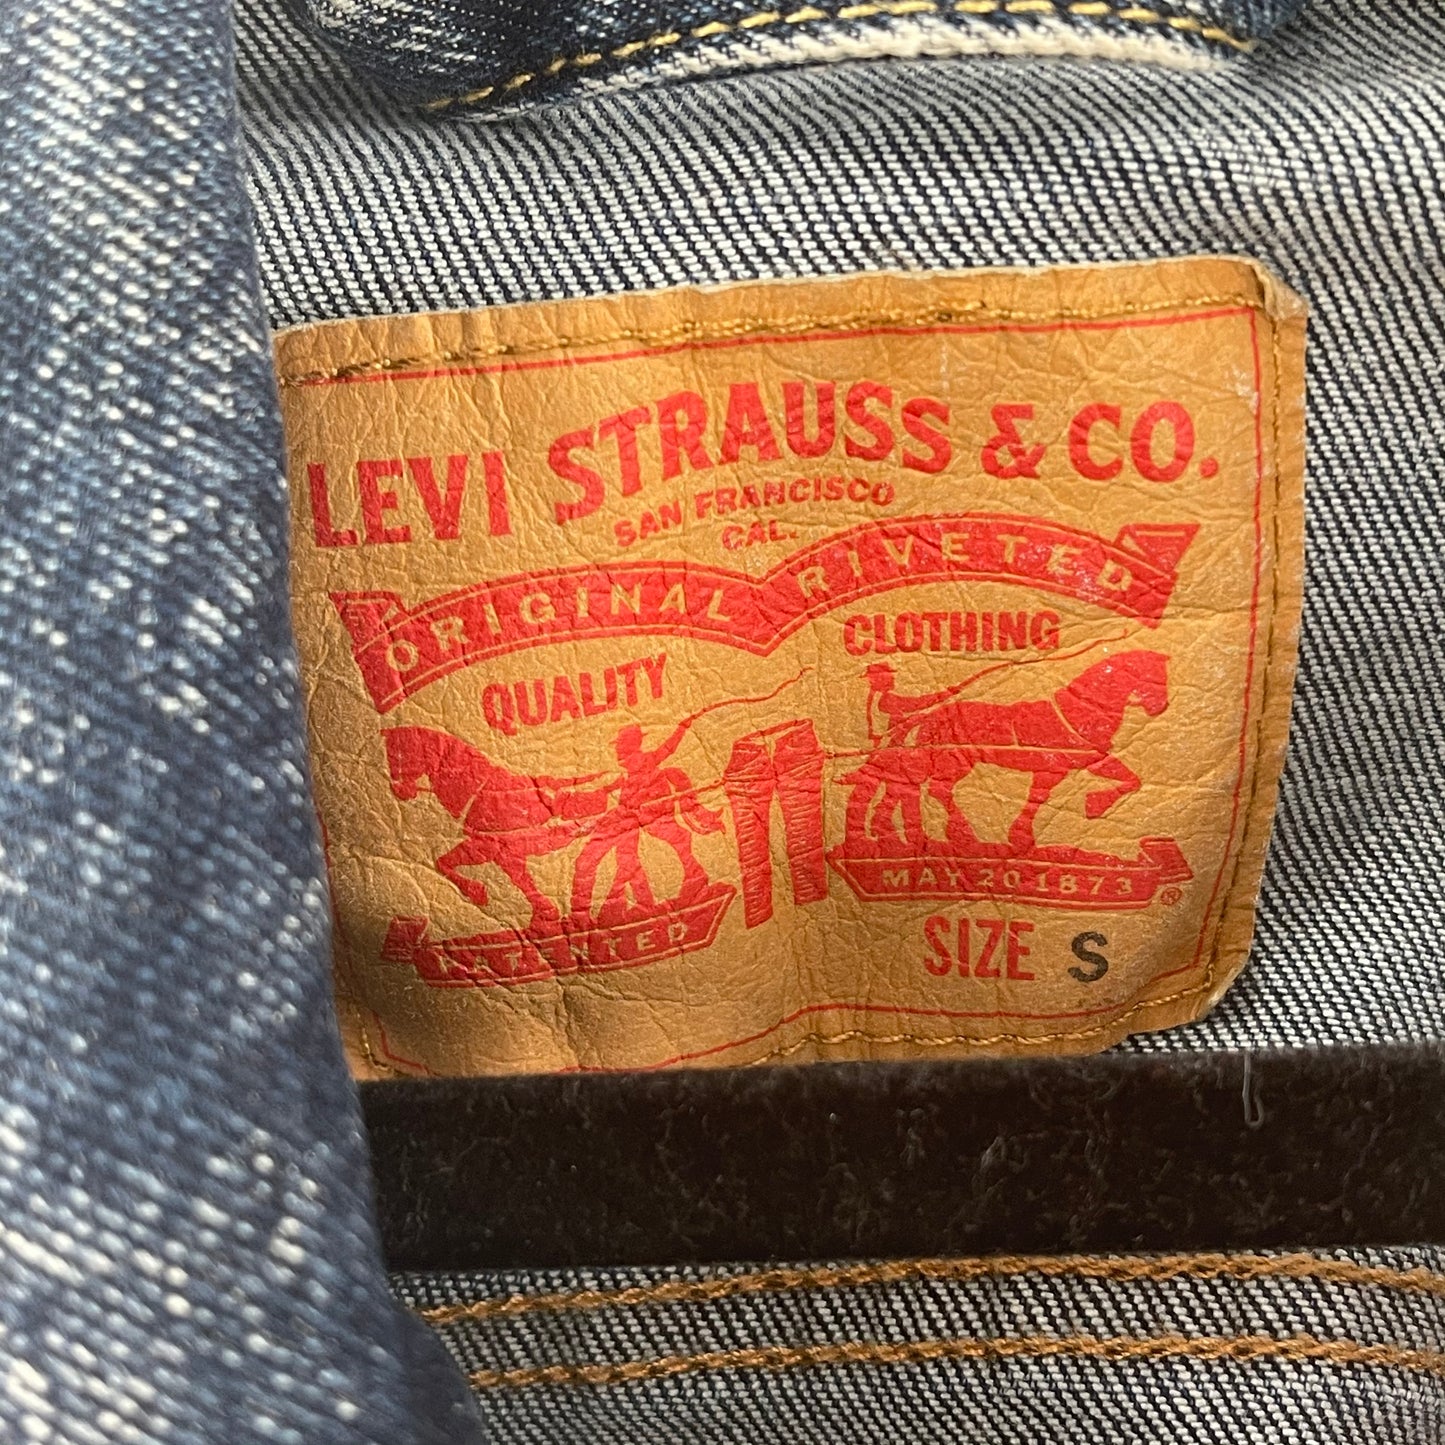 LEVI STRAUSS & CO.
SAN FRANCISCO
CAL.
ORIGINAL RIVETED
QUALITY CLOTHING
PATENTED MAY 20 1873 ®
SIZE S